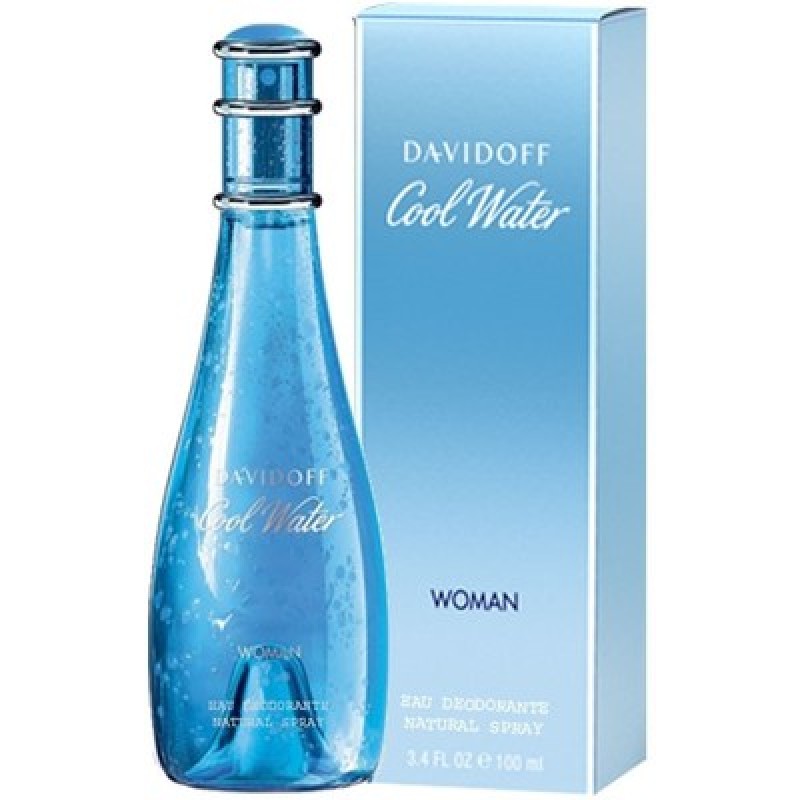 DAVIDOFF
Cool Water
WOMAN
EAU DEODORANTE
NATURAL SPRAY
DAVIDOFF
Cool Water
WOMAN
EAU DEODORANTE
NATURAL SPRAY
3.4 FL OZ ℮ 100 ml